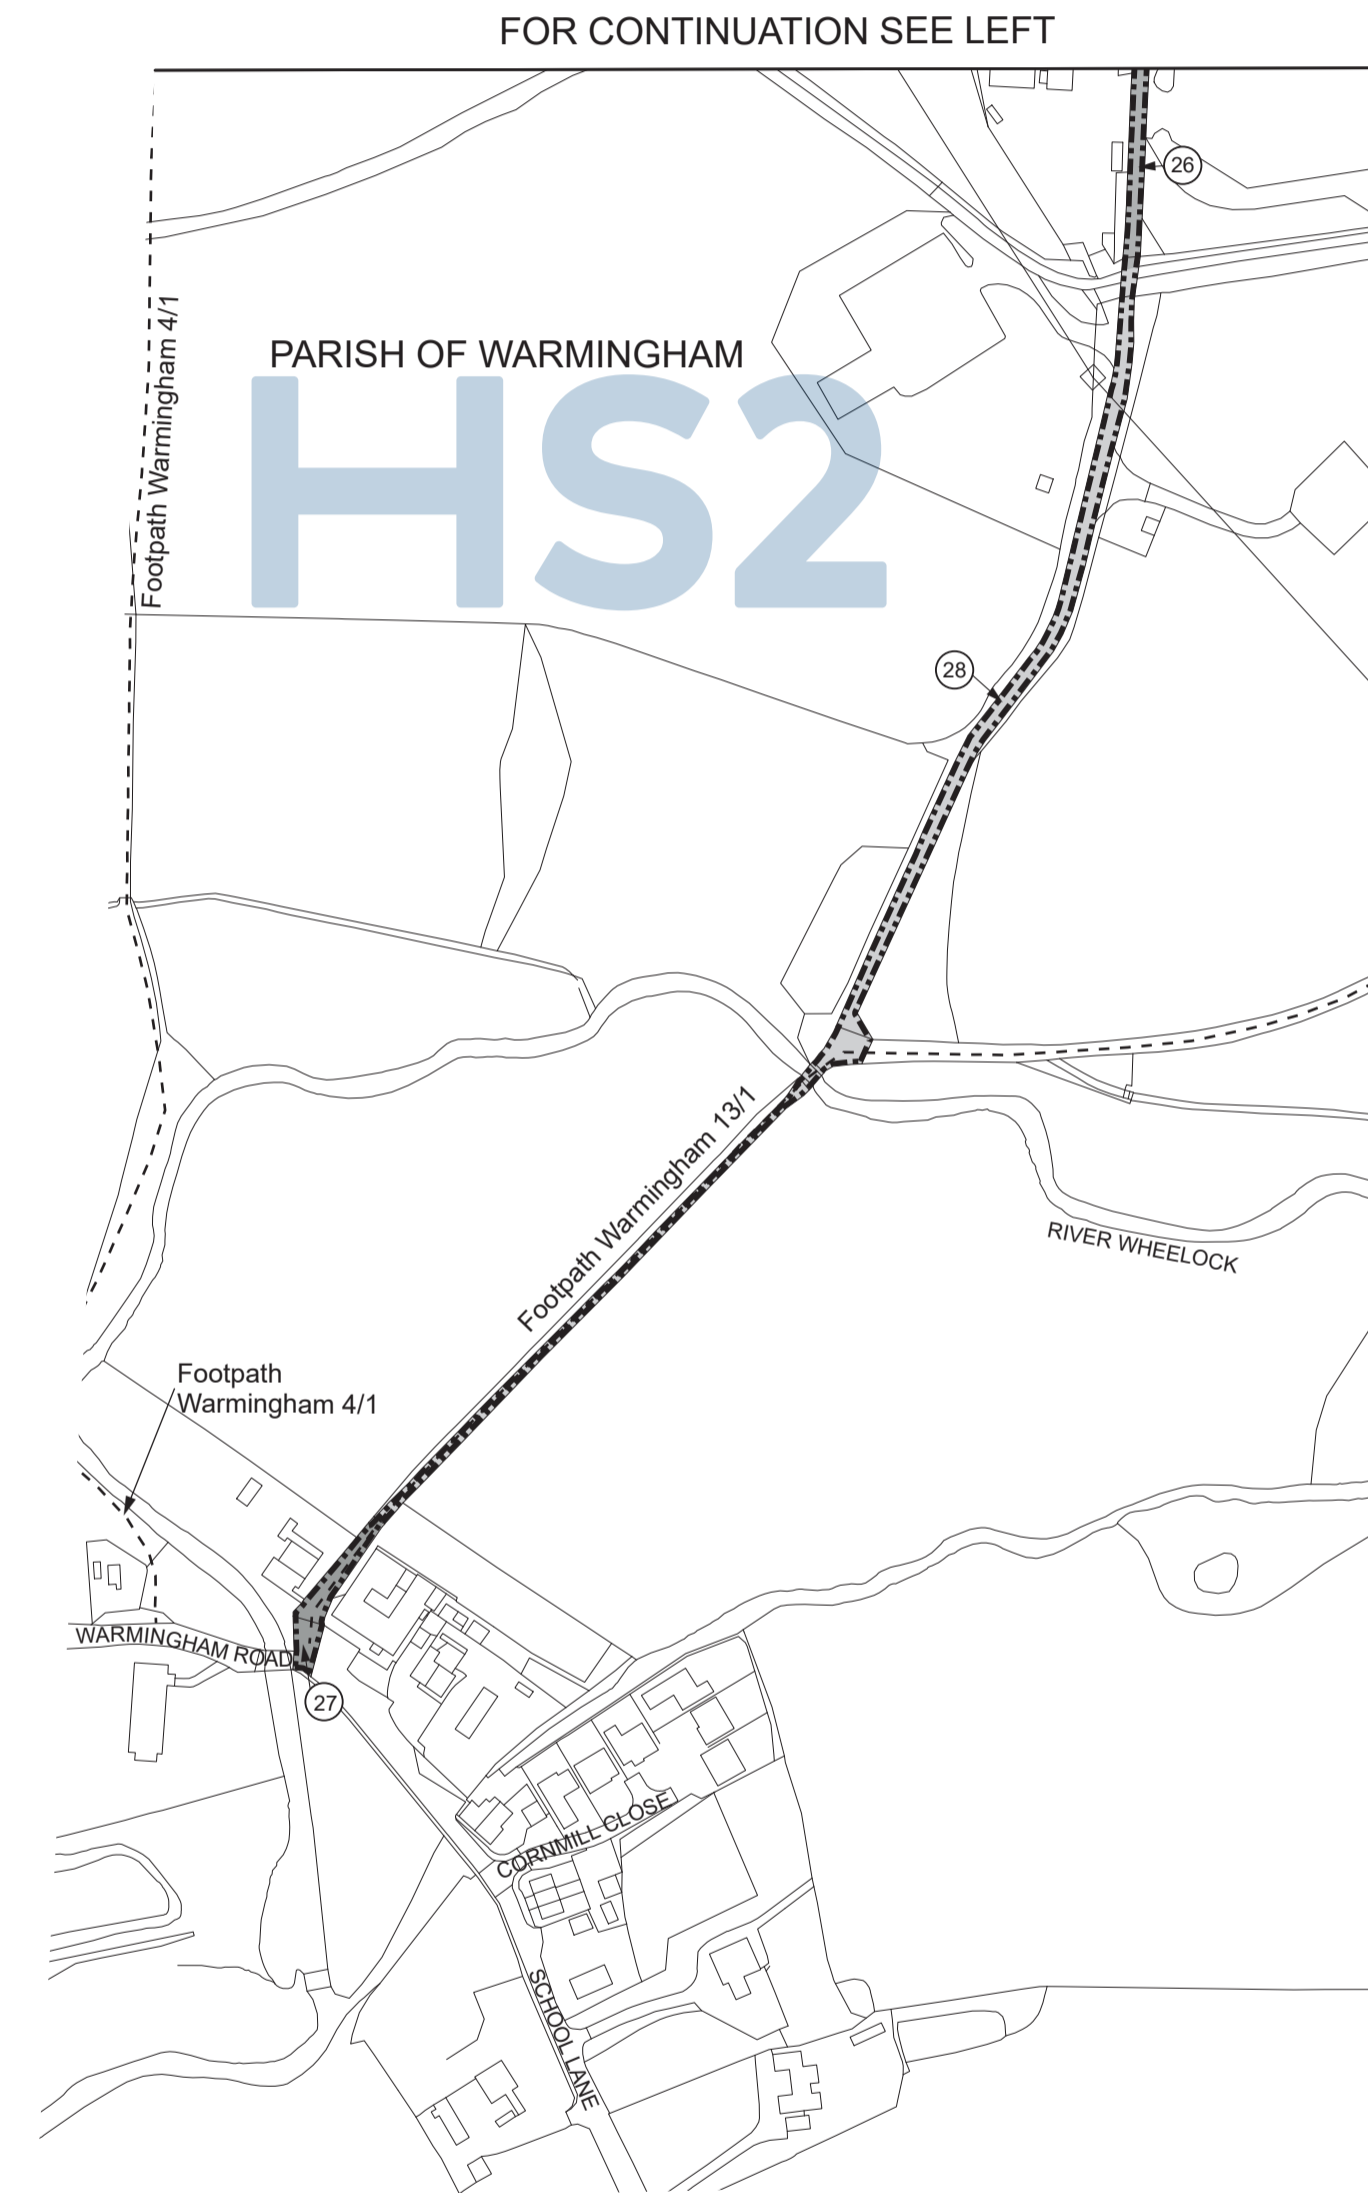 FOR CONTINUATION SEE LEFT
26
Footpath Warmingham 4/1
PARISH OF WARMINGHAM
HS2
28
Footpath Warmingham 13/1
RIVER WHEELOCK
Footpath
Warmingham 4/1
WARMINGHAM ROAD
27
CORNMILL CLOSE
SCHOOL LANE